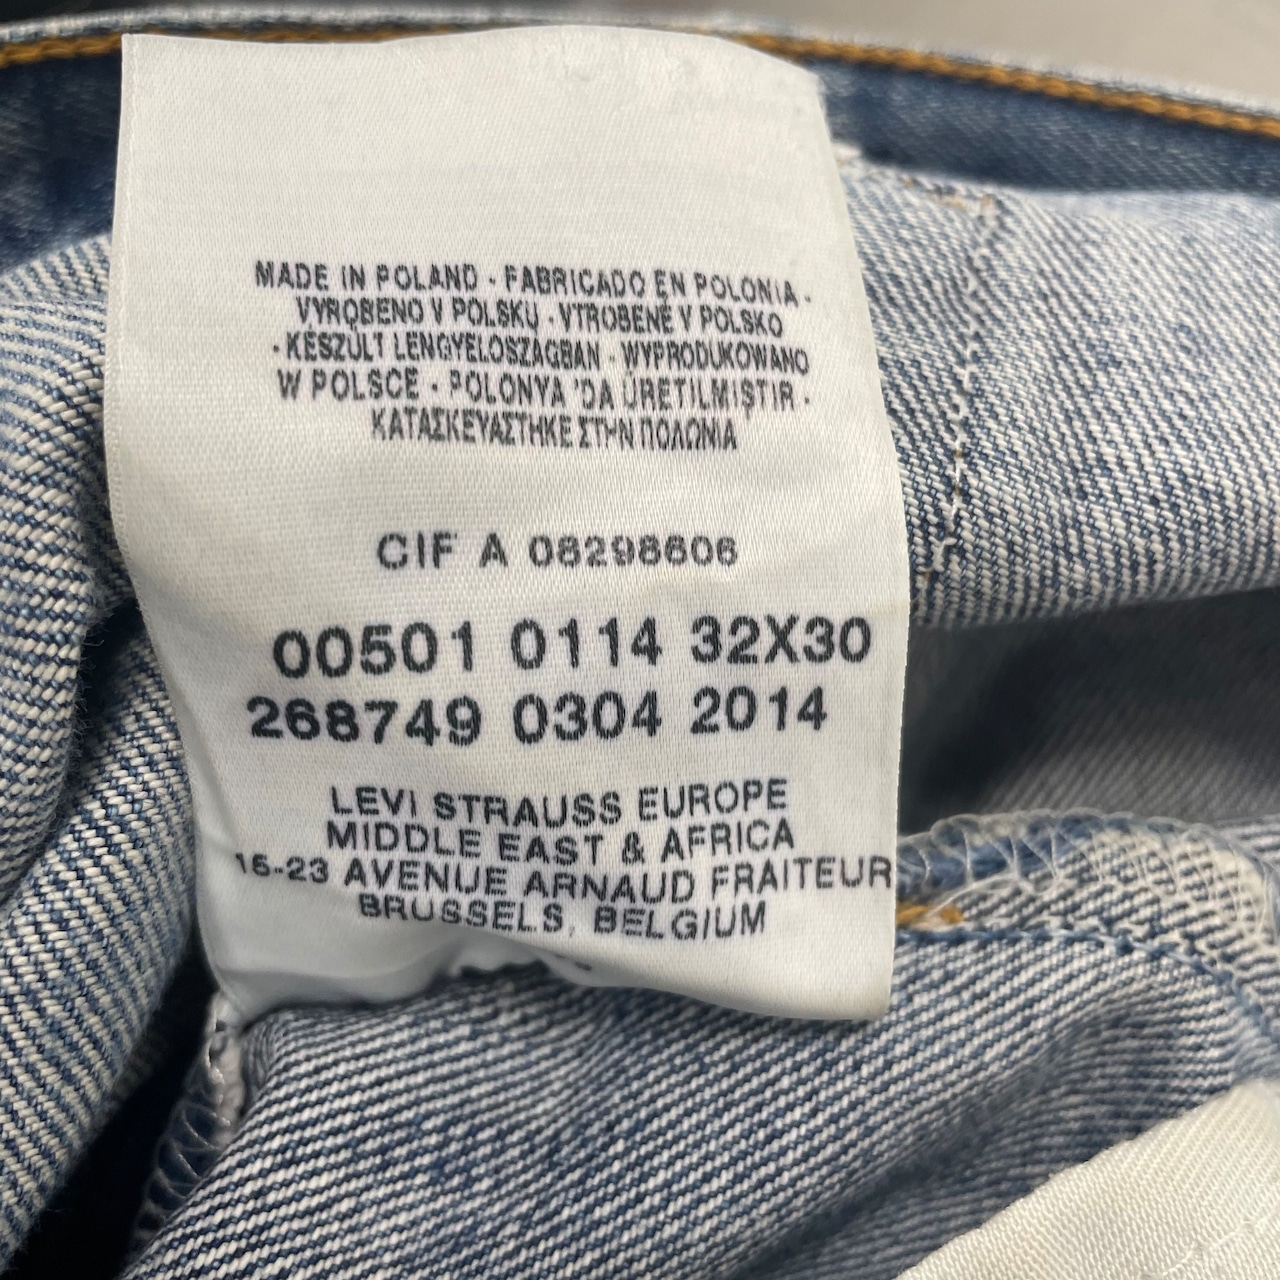 MADE IN POLAND · FABRICADO EN POLONIA ·
VYROBENO V POLSKU · VYROBENÉ V POLSKO
· KÉSZÜLT LENGYELOSZAGBAN · WYPRODUKOWANO
W POLSCE · POLONYA 'DA ÜRETILMIŞTIR ·
ΚΑΤΑΣΚΕΥΑΣΤΗΚΕ ΣΤΗΝ ΠΟΛΩΝΙΑ
CIF A 08298606
00501 0114 32X30
268749 0304 2014
LEVI STRAUSS EUROPE
MIDDLE EAST & AFRICA
15-23 AVENUE ARNAUD FRAITEUR
BRUSSELS, BELGIUM